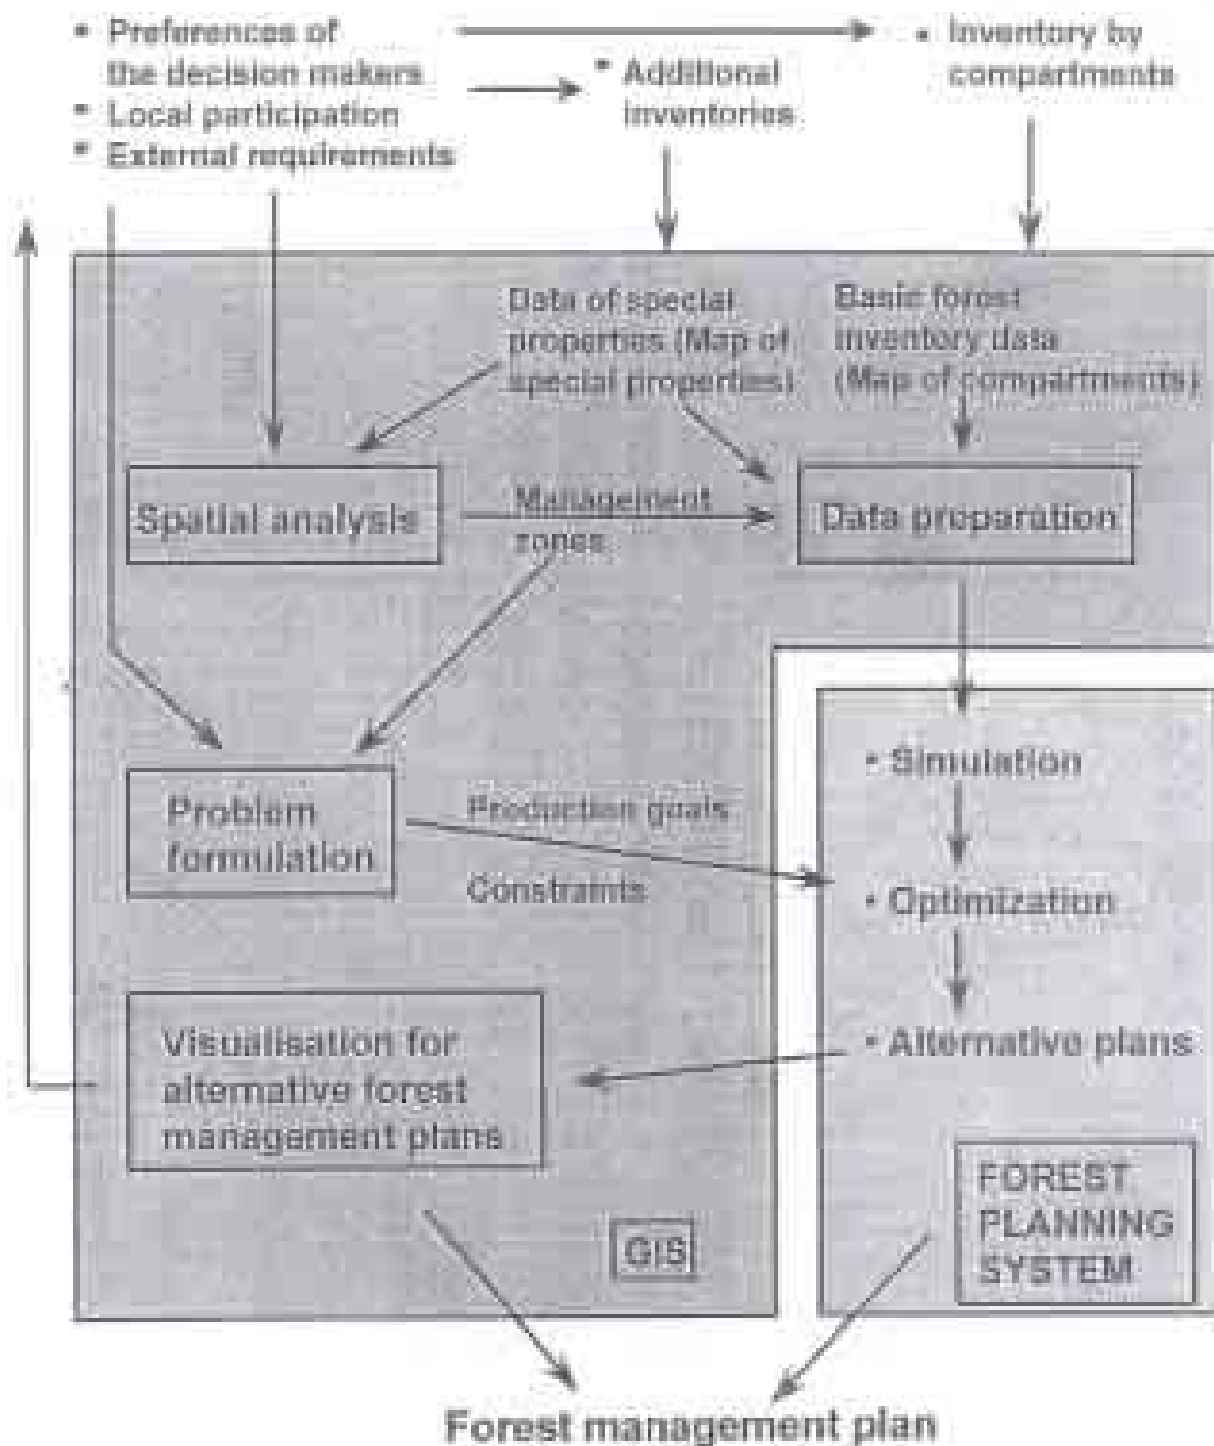 • Preferences of
the decision makers
• Local participation
• External requirements
• Additional
inventories
• Inventory by
compartments
Data of special
properties (Map of
special properties)
Basic forest
inventory data
(Map of compartments)
Spatial analysis
Management
zones
Data preparation
Problem
formulation
Production goals
Constraints
• Simulation
• Optimization
• Alternative plans
Visualisation for
alternative forest
management plans
GIS
FOREST
PLANNING
SYSTEM
Forest management plan